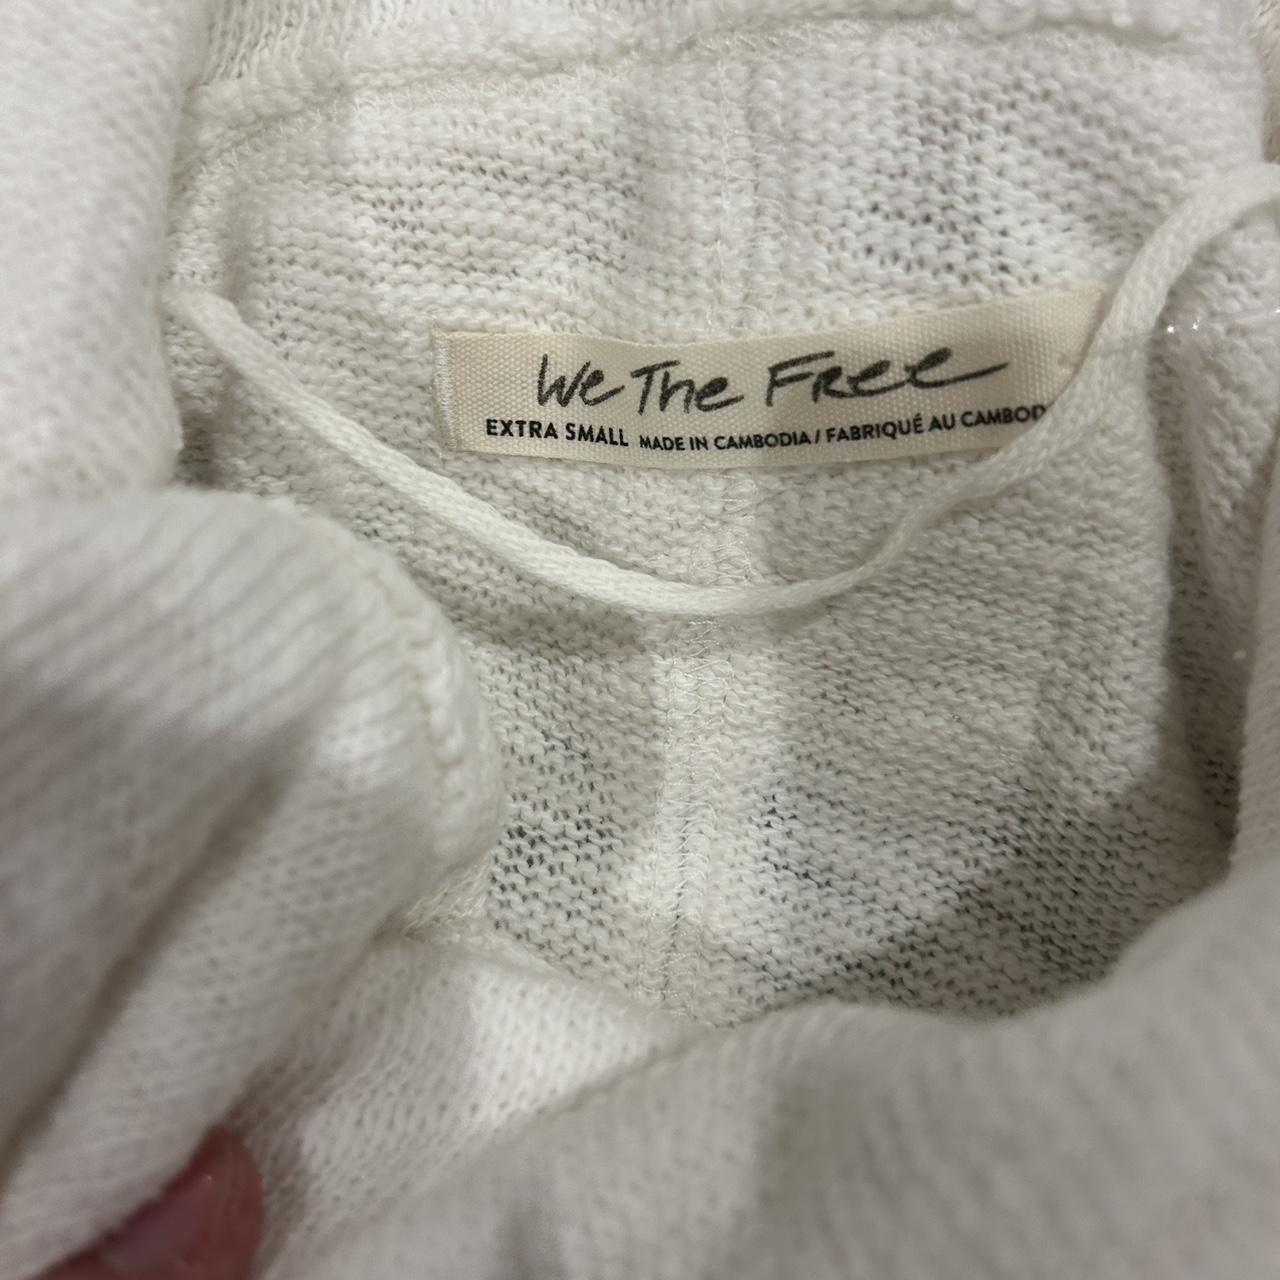 We The Free
EXTRA SMALL MADE IN CAMBODIA / FABRIQUÉ AU CAMBOD